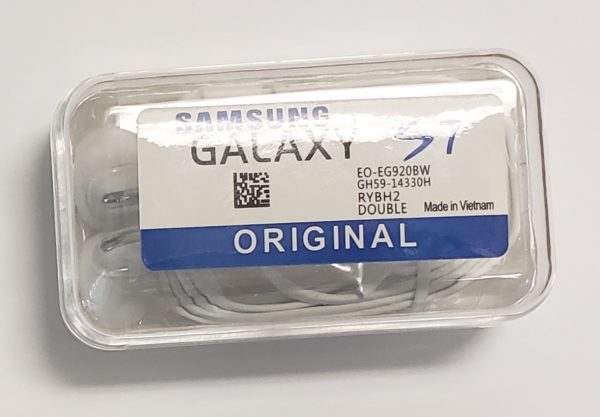 SAMSUNG
GALAXY S7
EO-EG920BW
GH59-14330H
RYBH2
DOUBLE Made in Vietnam
ORIGINAL